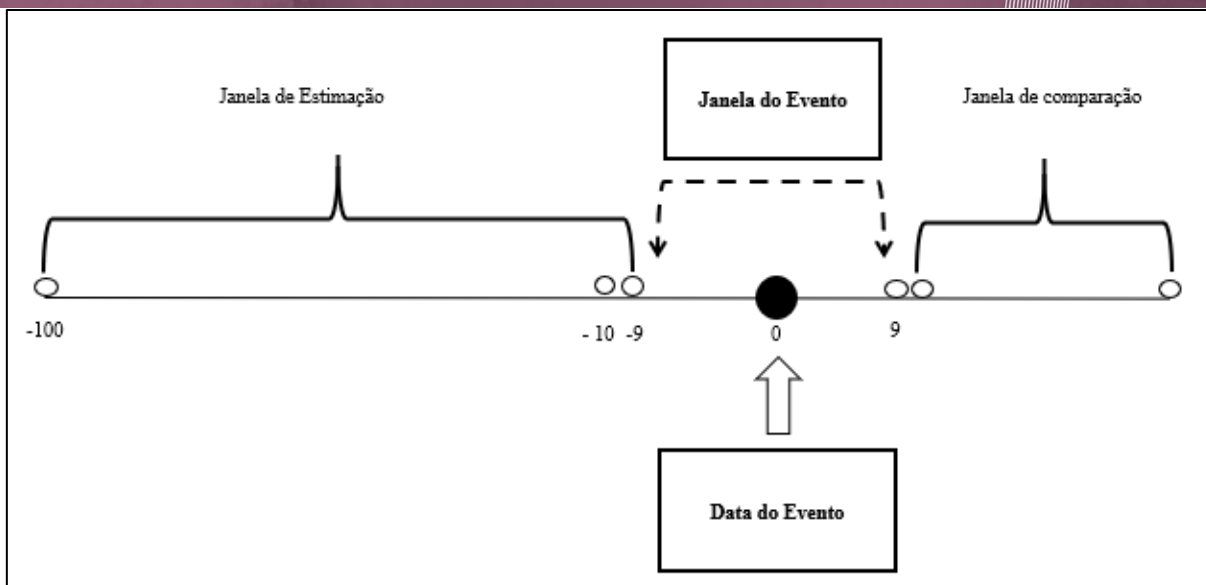 Janela de Estimação
Janela do Evento
Janela de comparação
-100
- 10
-9
0
9
Data do Evento